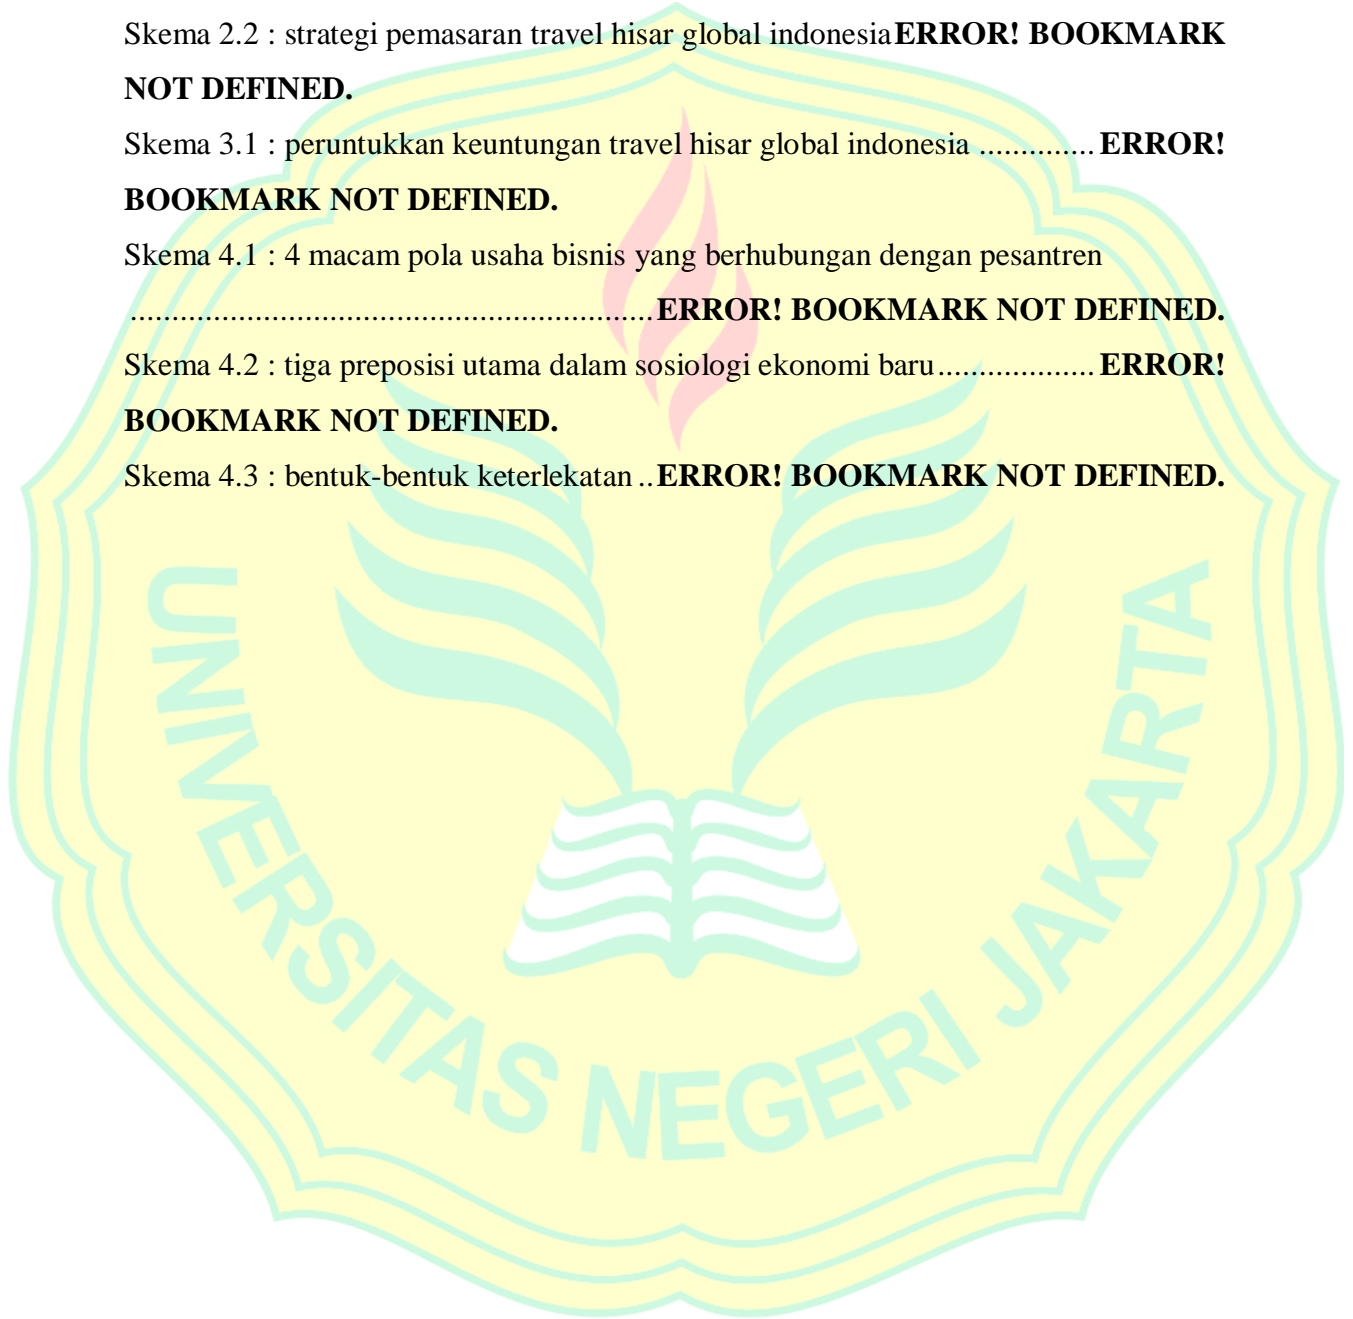 Skema 2.2 : strategi pemasaran travel hisar global indonesiaERROR! BOOKMARK
NOT DEFINED.
Skema 3.1 : peruntukkan keuntungan travel hisar global indonesia .............. ERROR!
BOOKMARK NOT DEFINED.
Skema 4.1 : 4 macam pola usaha bisnis yang berhubungan dengan pesantren
............................................................... ERROR! BOOKMARK NOT DEFINED.
Skema 4.2 : tiga preposisi utama dalam sosiologi ekonomi baru................... ERROR!
BOOKMARK NOT DEFINED.
Skema 4.3 : bentuk-bentuk keterlekatan ..ERROR! BOOKMARK NOT DEFINED.
UNIVERSITAS NEGERI JAKARTA